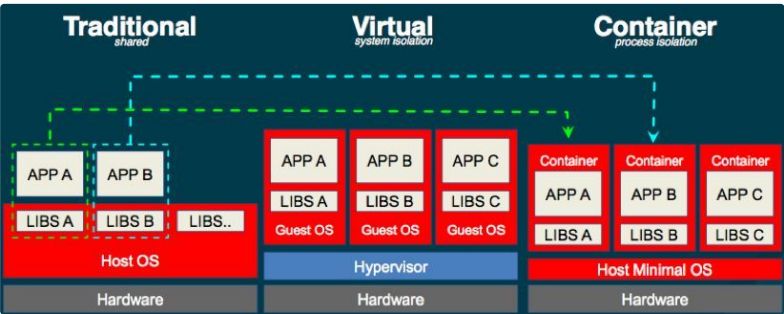 Traditional
shared
Virtual
system isolation
Container
process isolation
APP A
APP B
LIBS A
LIBS B
LIBS..
Host OS
Hardware
APP A
APP B
APP C
LIBS A
LIBS B
LIBS C
Guest OS
Guest OS
Guest OS
Hypervisor
Hardware
Container
Container
Container
APP A
APP B
APP C
LIBS A
LIBS B
LIBS C
Host Minimal OS
Hardware